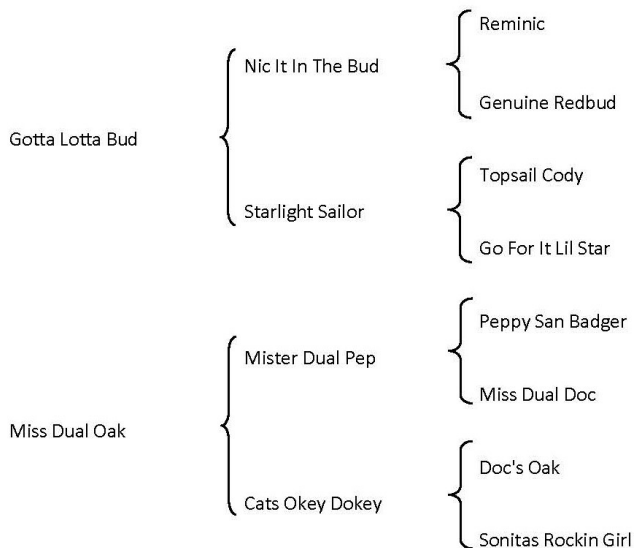 Reminic
Nic It In The Bud
Genuine Redbud
Gotta Lotta Bud
Topsail Cody
Starlight Sailor
Go For It Lil Star
Peppy San Badger
Mister Dual Pep
Miss Dual Doc
Miss Dual Oak
Doc's Oak
Cats Okey Dokey
Sonitas Rockin Girl